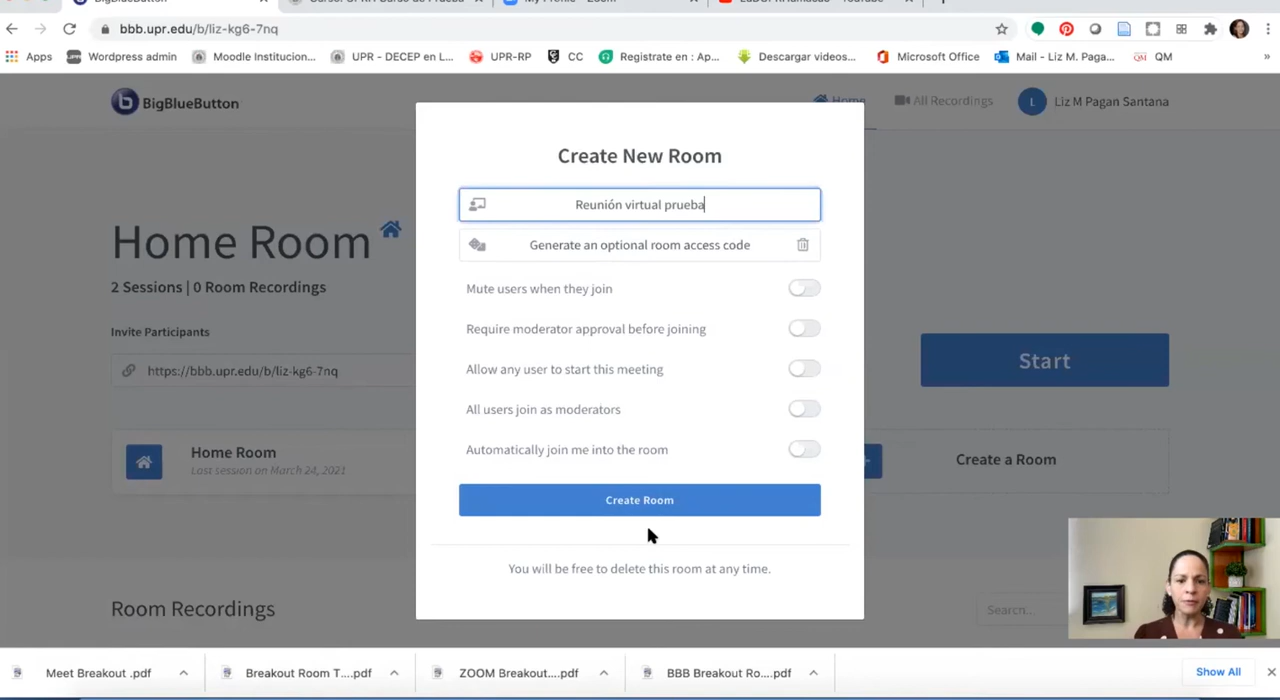 BigBlueButton
bbb.upr.edu/b/liz-kg6-7nq
Apps Wordpress admin Moodle Institucion... UPR - DECEP en L... UPR-RP CC Registrate en : Ap... Descargar videos... Microsoft Office Mail - Liz M. Paga... QM QM »
b BigBlueButton Home All Recordings L Liz M Pagan Santana
Create New Room
Reunión virtual prueba
Generate an optional room access code
Home Room
2 Sessions | 0 Room Recordings
Mute users when they join
Invite Participants
Require moderator approval before joining
https://bbb.upr.edu/b/liz-kg6-7nq
Allow any user to start this meeting
Start
All users join as moderators
Home Room
Last session on March 24, 2021
Automatically join me into the room
Create a Room
Create Room
You will be free to delete this room at any time.
Room Recordings
Search...
Meet Breakout .pdf Breakout Room T....pdf ZOOM Breakout....pdf BBB Breakout Ro....pdf Show All